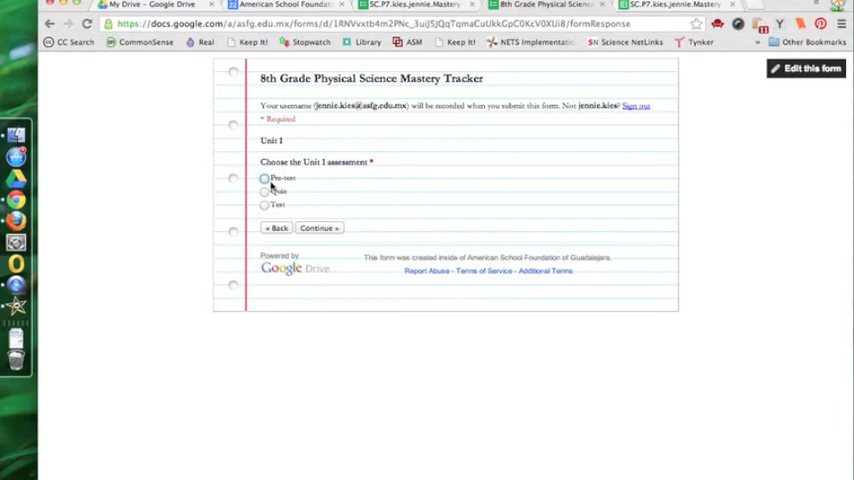 My Drive - Google Drive
American School Foundat
SC.P7.kies.jennie.Mastery
8th Grade Physical Science
SC.P7.kies.jennie.Mastery
https://docs.google.com/a/asfg.edu.mx/forms/d/
/formResponse
CC Search
CommonSense
Real
Keep It!
Stopwatch
Library
ASM
Keep It!
NETS Implementatio
Science NetLinks
Tynker
»
Other Bookmarks
Edit this form
8th Grade Physical Science Mastery Tracker
Your username (jennie.kies@asfg.edu.mx) will be recorded when you submit this form. Not jennie.kies? Sign out
* Required
Unit 1
Choose the Unit 1 assessment *
Pre-test
Quiz
Test
« Back
Continue »
Powered by
Google Drive
This form was created inside of American School Foundation of Guadalajara.
Report Abuse - Terms of Service - Additional Terms